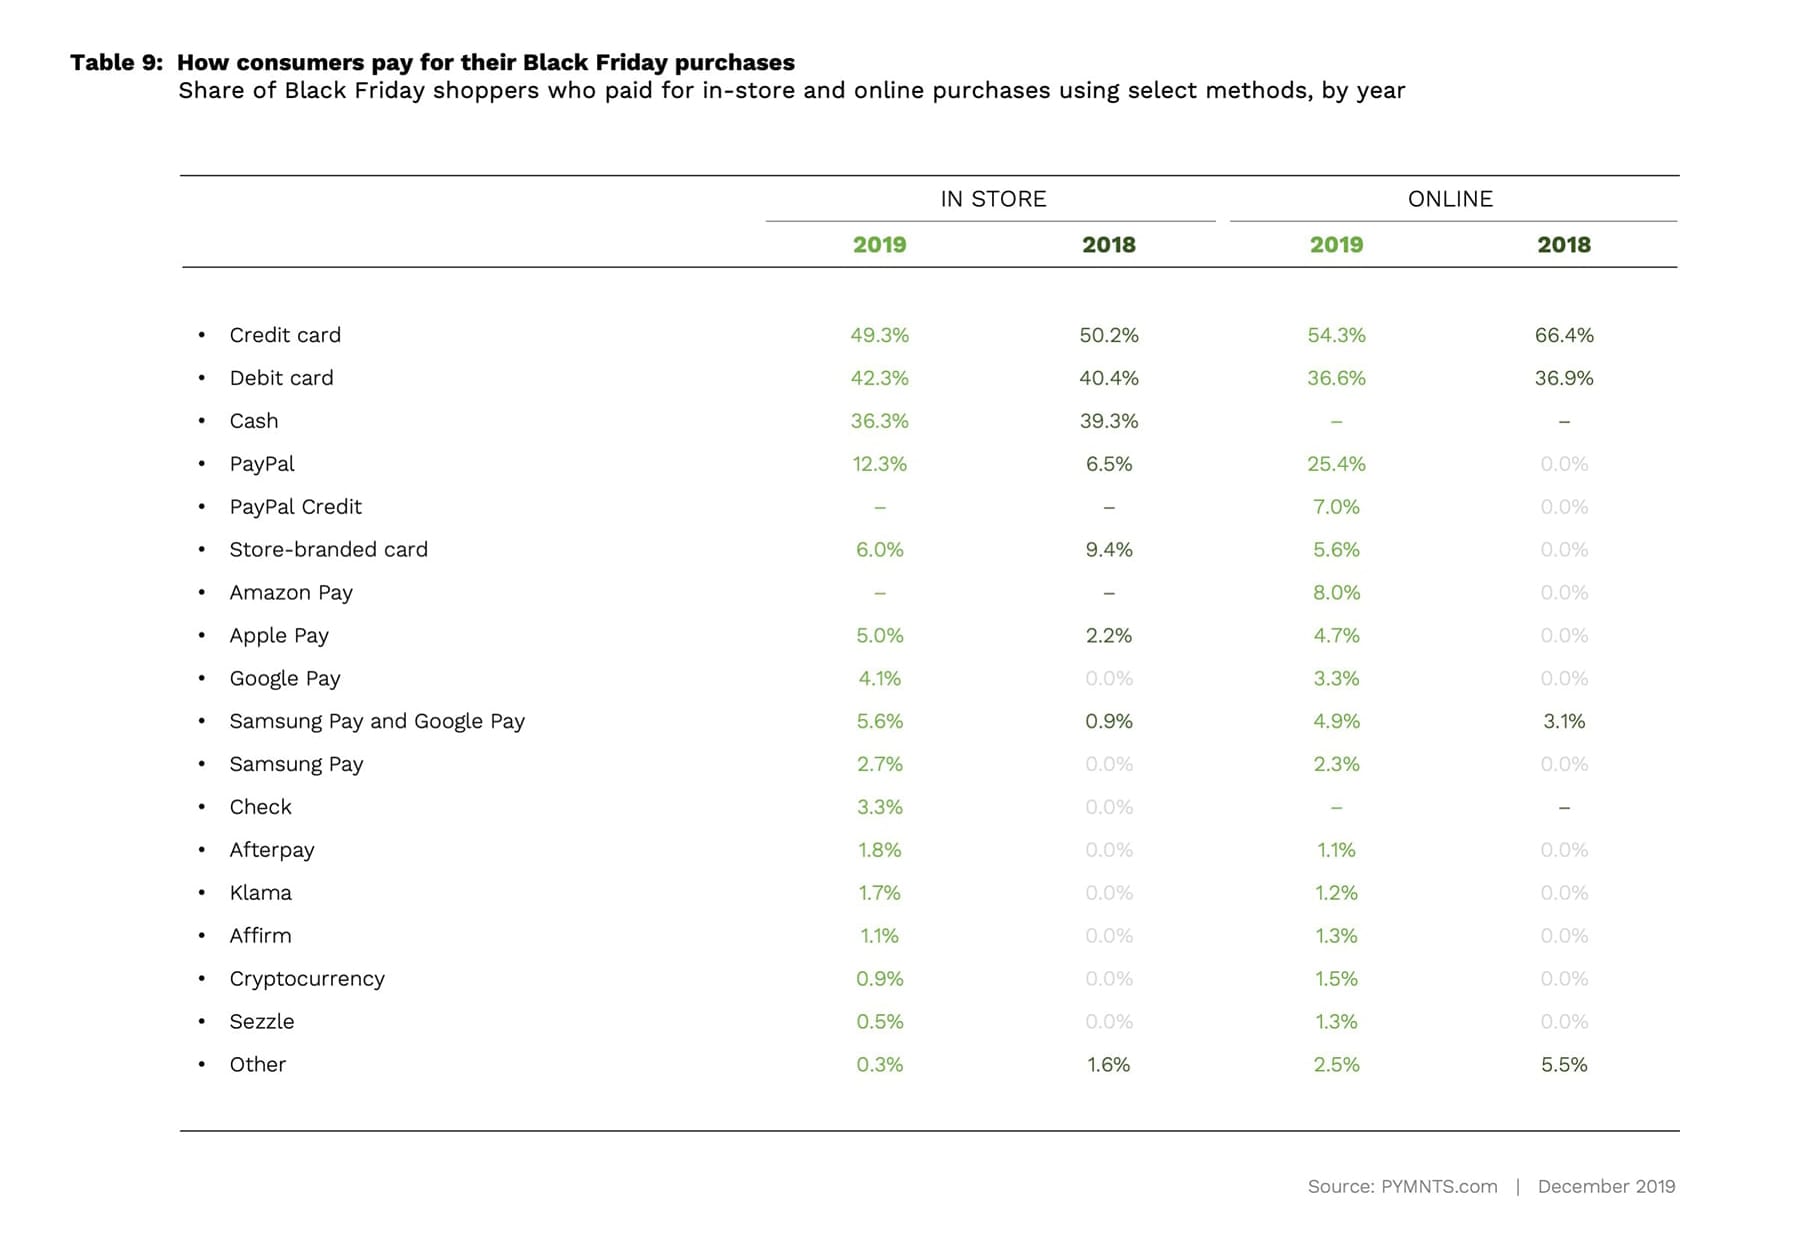 Table 9: How consumers pay for their Black Friday purchases
Share of Black Friday shoppers who paid for in-store and online purchases using select methods, by year
IN STORE ONLINE
2019 2018 2019 2018
• Credit card 49.3% 50.2% 54.3% 66.4%
• Debit card 42.3% 40.4% 36.6% 36.9%
• Cash 36.3% 39.3% – –
• PayPal 12.3% 6.5% 25.4% 0.0%
• PayPal Credit – – 7.0% 0.0%
• Store-branded card 6.0% 9.4% 5.6% 0.0%
• Amazon Pay – – 8.0% 0.0%
• Apple Pay 5.0% 2.2% 4.7% 0.0%
• Google Pay 4.1% 0.0% 3.3% 0.0%
• Samsung Pay and Google Pay 5.6% 0.9% 4.9% 3.1%
• Samsung Pay 2.7% 0.0% 2.3% 0.0%
• Check 3.3% 0.0% – –
• Afterpay 1.8% 0.0% 1.1% 0.0%
• Klama 1.7% 0.0% 1.2% 0.0%
• Affirm 1.1% 0.0% 1.3% 0.0%
• Cryptocurrency 0.9% 0.0% 1.5% 0.0%
• Sezzle 0.5% 0.0% 1.3% 0.0%
• Other 0.3% 1.6% 2.5% 5.5%
Source: PYMNTS.com | December 2019